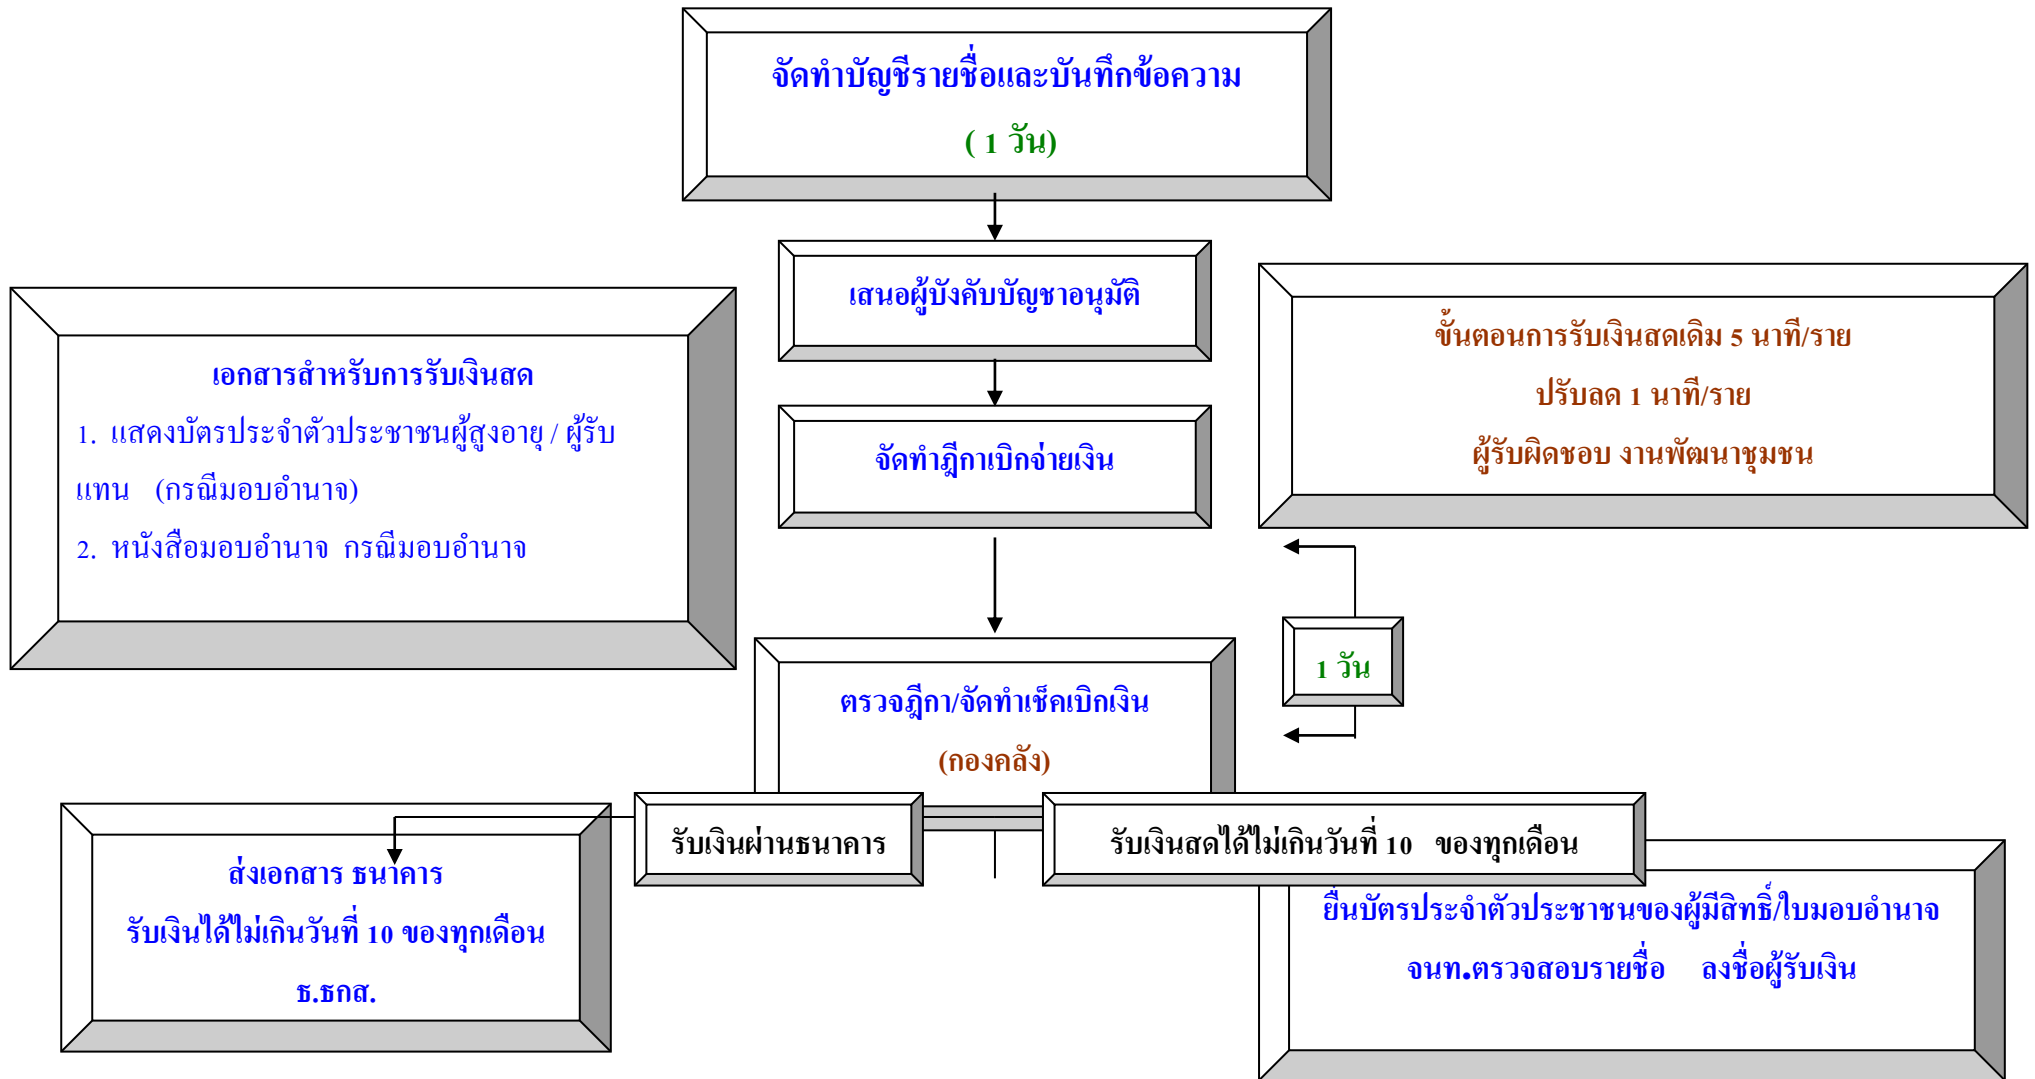 จัดทำบัญชีรายชื่อและบันทึกข้อความ
( 1 วัน)
เสนอผู้บังคับบัญชาอนุมัติ
เอกสารสำหรับการรับเงินสด
1. แสดงบัตรประจำตัวประชาชนผู้สูงอายุ / ผู้รับ
แทน (กรณีมอบอำนาจ)
2. หนังสือมอบอำนาจ กรณีมอบอำนาจ
จัดทำฎีกาเบิกจ่ายเงิน
ขั้นตอนการรับเงินสดเดิม 5 นาที/ราย
ปรับลด 1 นาที/ราย
ผู้รับผิดชอบ งานพัฒนาชุมชน
1 วัน
ตรวจฎีกา/จัดทำเช็คเบิกเงิน
(กองคลัง)
รับเงินผ่านธนาคาร
รับเงินสดได้ไม่เกินวันที่ 10 ของทุกเดือน
ส่งเอกสาร ธนาคาร
รับเงินได้ไม่เกินวันที่ 10 ของทุกเดือน
ธ.ธกส.
ยื่นบัตรประจำตัวประชาชนของผู้มีสิทธิ์/ใบมอบอำนาจ
จนท.ตรวจสอบรายชื่อ ลงชื่อผู้รับเงิน